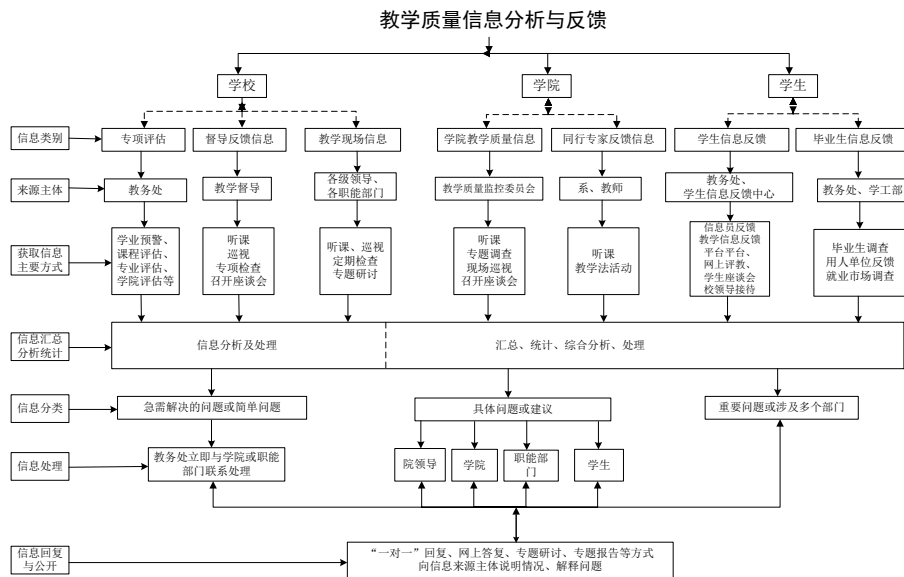 教学质量信息分析与反馈
学校
学院
学生
信息类别
专项评估
督导反馈信息
教学现场信息
学院教学质量信息
同行专家反馈信息
学生信息反馈
毕业生信息反馈
来源主体
教务处
教学督导
各级领导、
各职能部门
教学质量监控委员会
系、教师
教务处、
学生信息反馈中心
教务处、学工部
获取信息
主要方式
学业预警、
课程评估、
专业评估、
学院评估等
听课
巡视
专项检查
召开座谈会
听课、巡视
定期检查
专题研讨
听课
专题调查
现场巡视
召开座谈会
听课
教学法活动
信息员反馈
教学信息反馈
平台平台、
网上评教、
学生座谈会
校领导接待
毕业生调查
用人单位反馈
就业市场调查
信息汇总
分析统计
信息分析及处理
汇总、统计、综合分析、处理
信息分类
急需解决的问题或简单问题
具体问题或建议
重要问题或涉及多个部门
信息处理
教务处立即与学院或职能
部门联系处理
院领导
学院
职能部
门
学生
信息回复
与公开
“一对一”回复、网上答复、专题研讨、专题报告等方式
向信息来源主体说明情况、解释问题